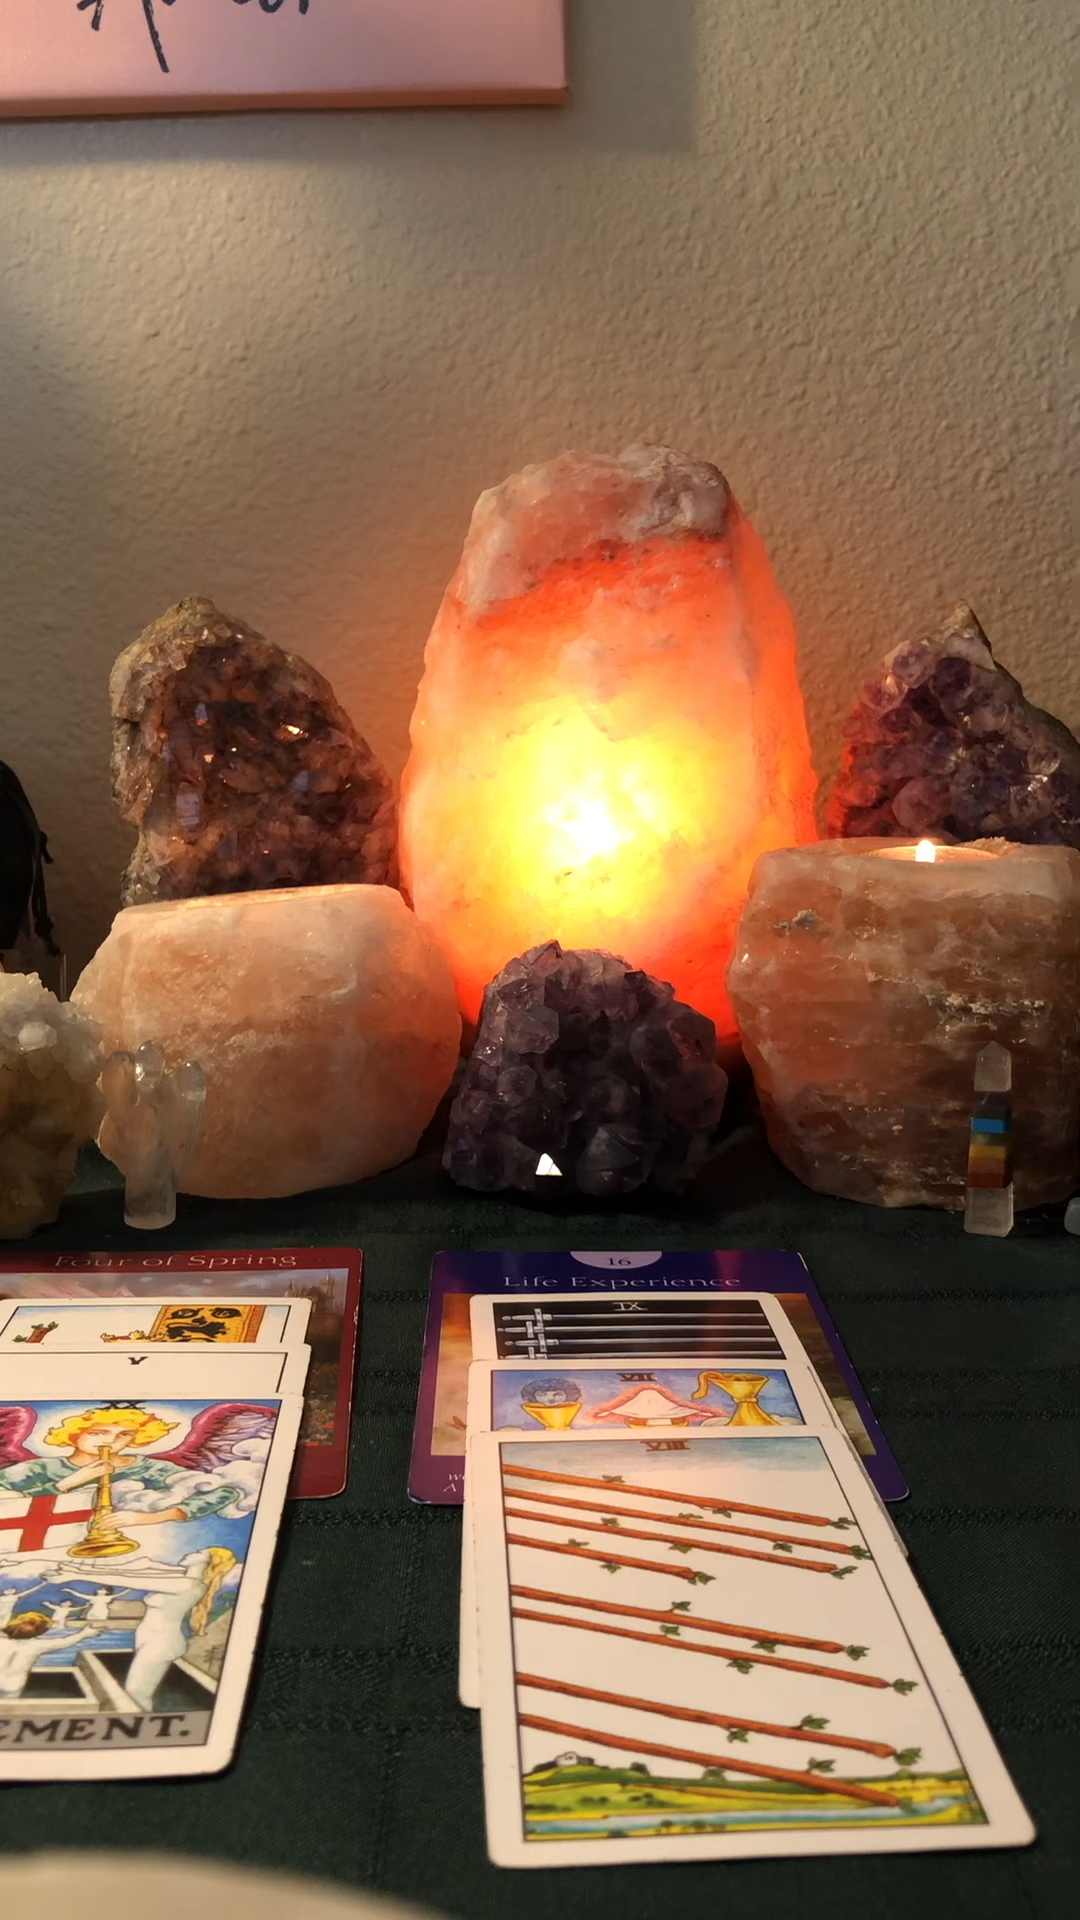 Four of Spring
16
Life Experience
IX
V
VII
XX
VIII
EMENT.